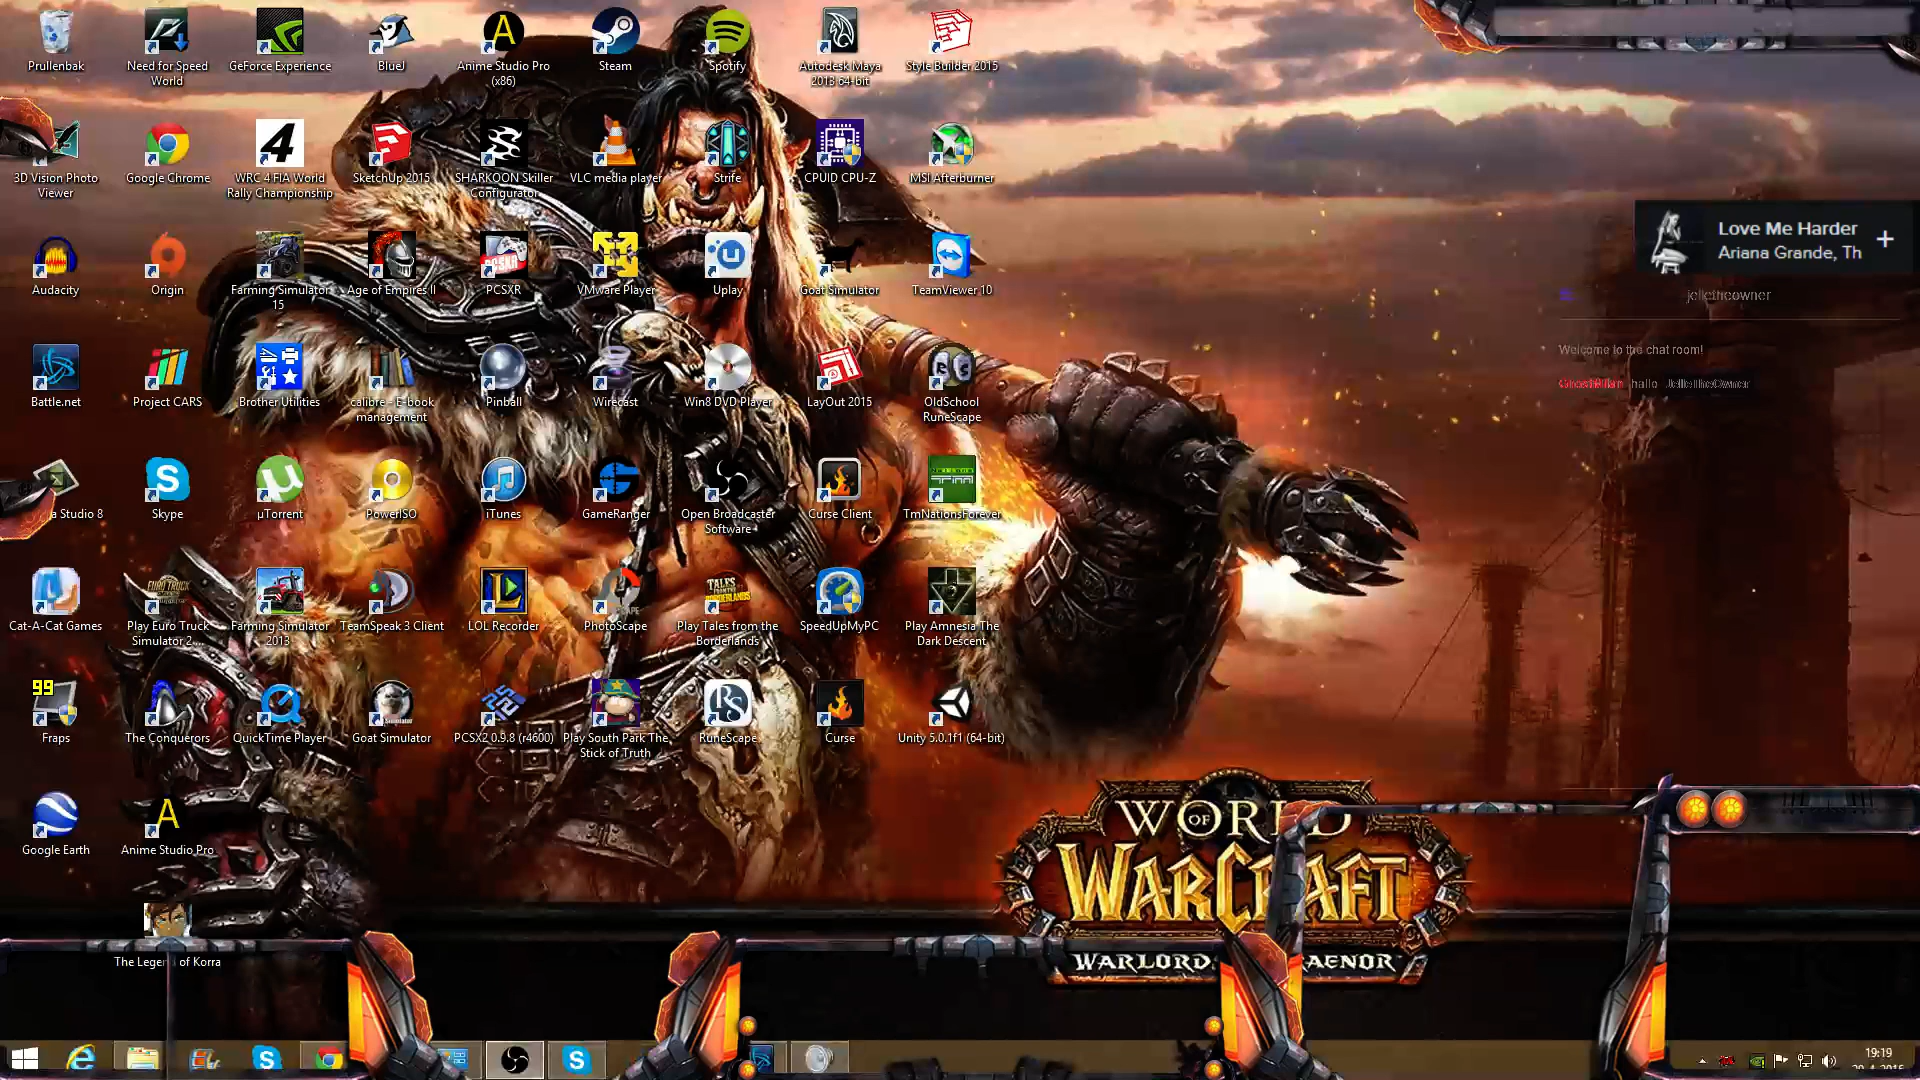 Prullenbak
Need for Speed
World
GeForce Experience
BlueJ
Anime Studio Pro
(x86)
Steam
Spotify
Autodesk Maya
2013 64-bit
Style Builder 2015
3D Vision Photo
Viewer
Google Chrome
4
WRC 4 FIA World
Rally Championship
SketchUp 2015
SHARKOON Skiller
Configurator
VLC media player
Strife
CPUID CPU-Z
MSI Afterburner
Love Me Harder
Ariana Grande, Th
Audacity
Origin
Farming Simulator
15
Age of Empires II
PCSXR
VMware Player
Uplay
Goat Simulator
TeamViewer 10
jelletheowner
Welcome to the chat room!
hallo JelleTheOwner
Battle.net
Project CARS
Brother Utilities
calibre - E-book
management
Pinball
Wirecast
Win8 DVD Player
LayOut 2015
OldSchool
RuneScape
a Studio 8
Skype
µTorrent
PowerISO
iTunes
GameRanger
Open Broadcaster
Software
Curse Client
TmNationsForever
Cat-A-Cat Games
Play Euro Truck
Simulator 2...
Farming Simulator
2013
TeamSpeak 3 Client
LOL Recorder
PhotoScape
Play Tales from the
Borderlands
SpeedUpMyPC
Play Amnesia The
Dark Descent
99
Fraps
The Conquerors
QuickTime Player
Goat Simulator
PCSX2 0.9.8 (r4600)
Play South Park The
Stick of Truth
RuneScape
Curse
Unity 5.0.1f1 (64-bit)
Google Earth
Anime Studio Pro
The Legend of Korra
WORLD
OF
WARCRAFT
WARLORDS DRAENOR
19:19